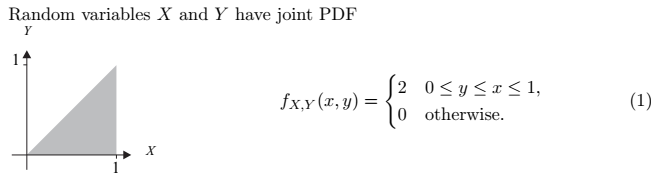 Random variables X and Y have joint PDF
Y
1
X
1
f_{X,Y}(x, y) = { 2 0 ≤ y ≤ x ≤ 1,
0 otherwise.
(1)